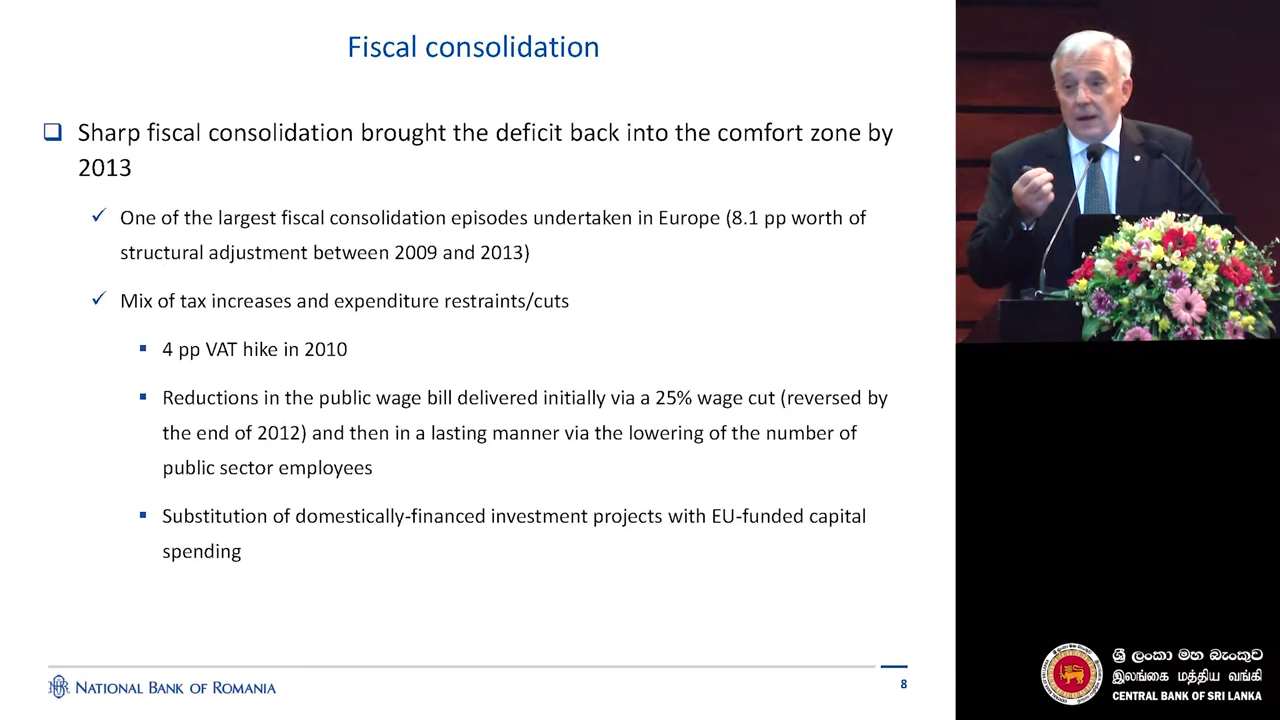 Fiscal consolidation
Sharp fiscal consolidation brought the deficit back into the comfort zone by
2013
One of the largest fiscal consolidation episodes undertaken in Europe (8.1 pp worth of
structural adjustment between 2009 and 2013)
Mix of tax increases and expenditure restraints/cuts
4 pp VAT hike in 2010
Reductions in the public wage bill delivered initially via a 25% wage cut (reversed by
the end of 2012) and then in a lasting manner via the lowering of the number of
public sector employees
Substitution of domestically-financed investment projects with EU-funded capital
spending
NATIONAL BANK OF ROMANIA
8
ශ්‍රී ලංකා මහ බැංකුව
இலங்கை மத்திய வங்கி
CENTRAL BANK OF SRI LANKA